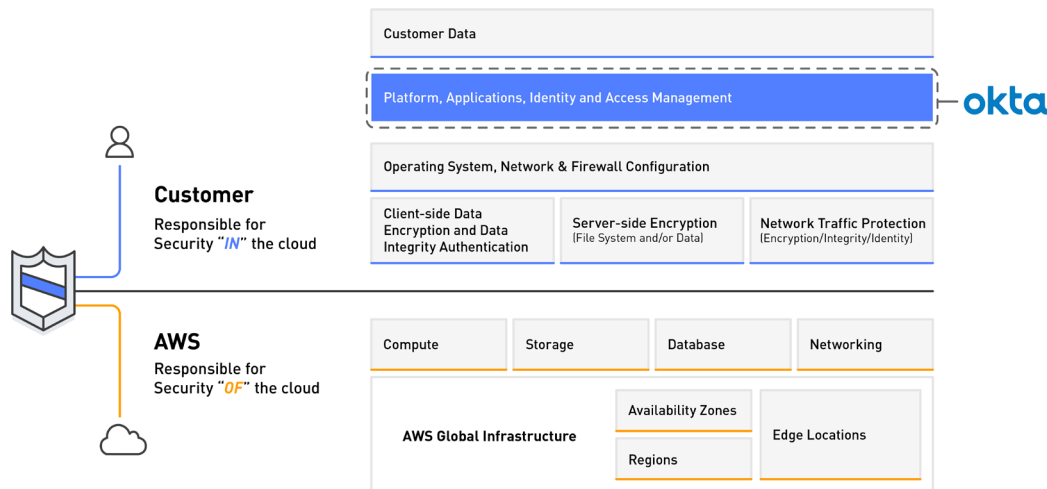 Customer Data
Platform, Applications, Identity and Access Management
okta
Operating System, Network & Firewall Configuration
Customer
Responsible for
Security “IN” the cloud
Client-side Data
Encryption and Data
Integrity Authentication
Server-side Encryption
(File System and/or Data)
Network Traffic Protection
(Encryption/Integrity/Identity)
AWS
Responsible for
Security “OF” the cloud
Compute
Storage
Database
Networking
AWS Global Infrastructure
Availability Zones
Regions
Edge Locations